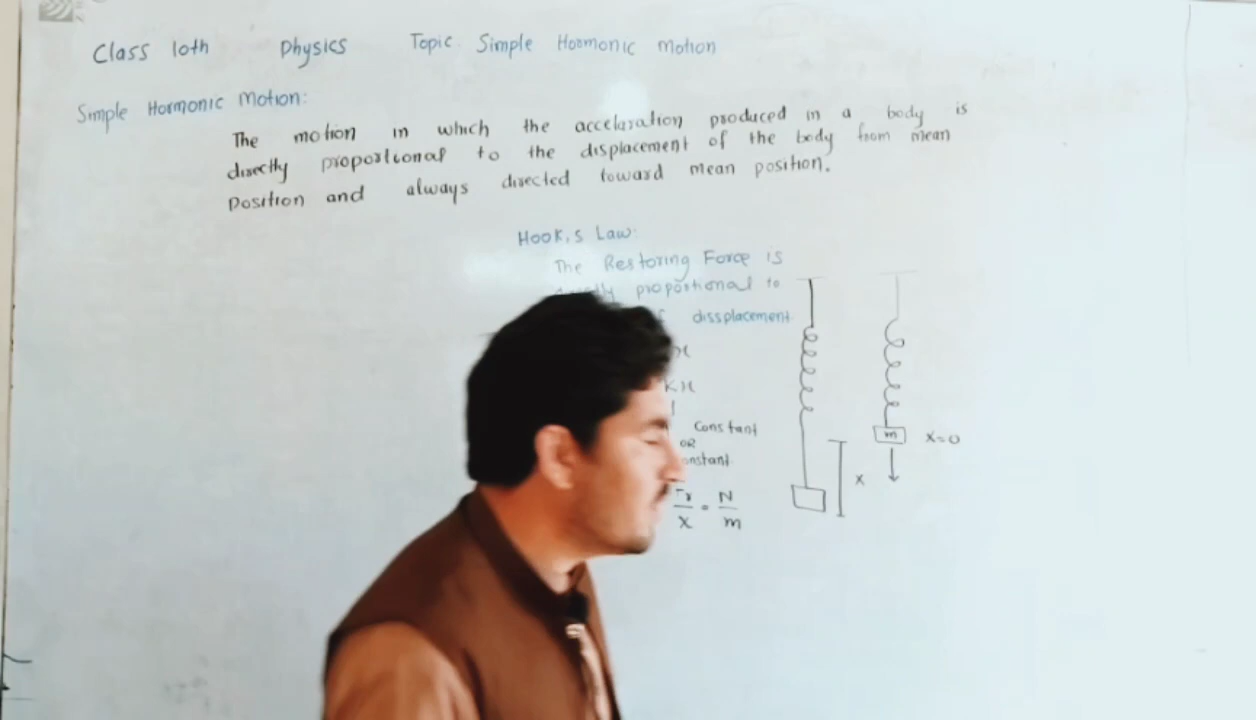 Class 10th Physics Topic. Simple Hormonic motion
Simple Hormonic Motion:
The motion in which the accelaration produced in a body is
directly proportional to the displacement of the body from mean
Position and always directed toward mean position.
Hook,s Law:
The Restoring Force is
proportional to
dissplacement
x
Kx
Constant
OR
m x=0
x
x = N
m